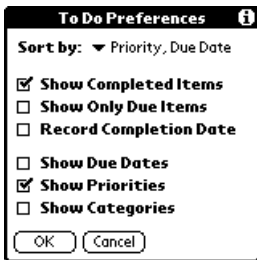 To Do Preferences
Sort by: Priority, Due Date
Show Completed Items
Show Only Due Items
Record Completion Date
Show Due Dates
Show Priorities
Show Categories
OK Cancel